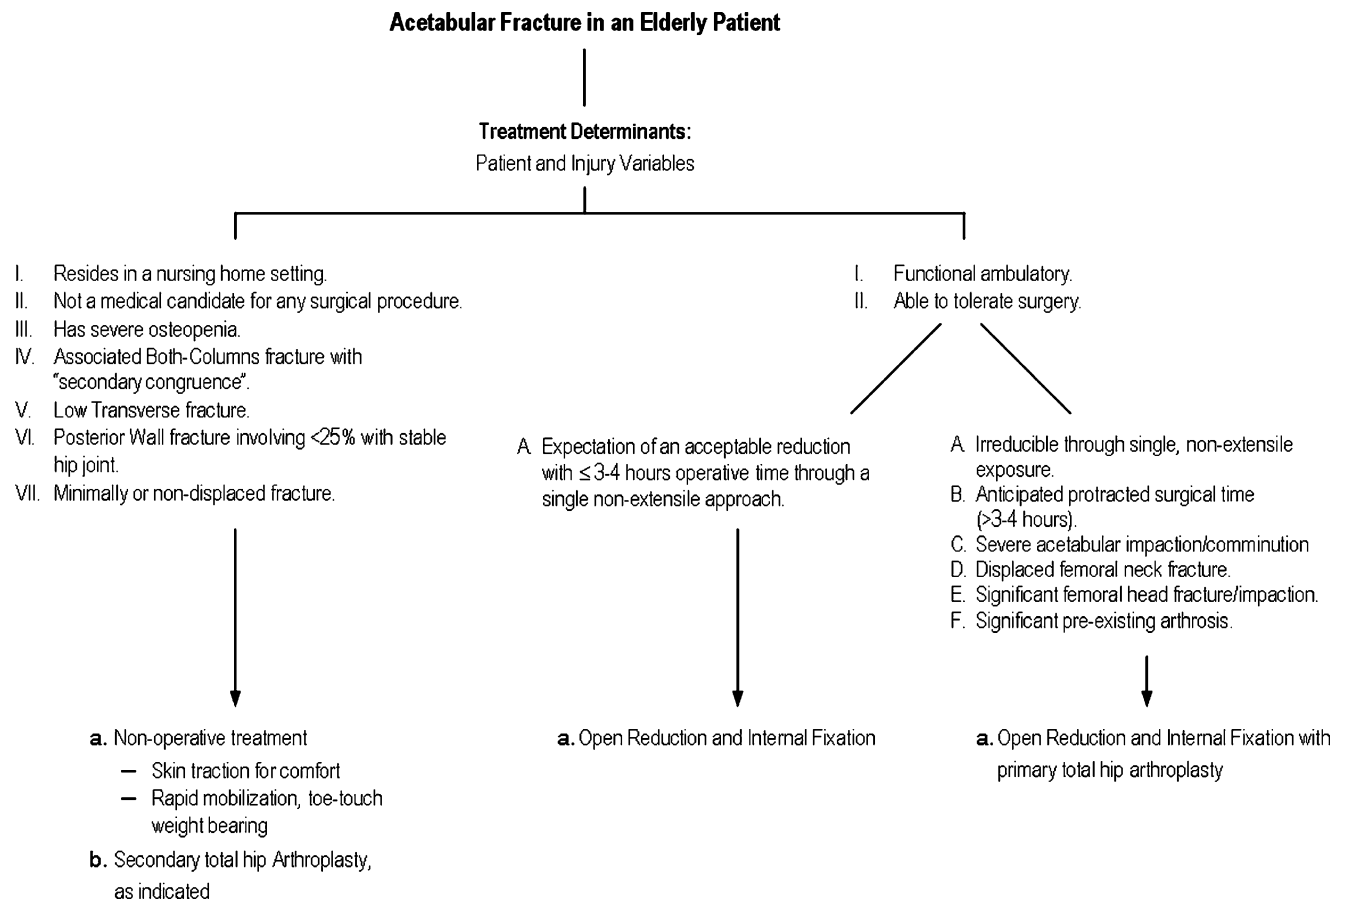 Acetabular Fracture in an Elderly Patient
Treatment Determinants:
Patient and Injury Variables
I. Resides in a nursing home setting.
II. Not a medical candidate for any surgical procedure.
III. Has severe osteopenia.
IV. Associated Both-Columns fracture with
"secondary congruence".
V. Low Transverse fracture.
VI. Posterior Wall fracture involving <25% with stable
hip joint.
VII. Minimally or non-displaced fracture.
I. Functional ambulatory.
II. Able to tolerate surgery.
A. Expectation of an acceptable reduction
with ≤ 3-4 hours operative time through a
single non-extensile approach.
A. Irreducible through single, non-extensile
exposure.
B. Anticipated protracted surgical time
(>3-4 hours).
C. Severe acetabular impaction/comminution
D. Displaced femoral neck fracture.
E. Significant femoral head fracture/impaction.
F. Significant pre-existing arthrosis.
a. Non-operative treatment
– Skin traction for comfort
– Rapid mobilization, toe-touch
weight bearing
b. Secondary total hip Arthroplasty,
as indicated
a. Open Reduction and Internal Fixation
a. Open Reduction and Internal Fixation with
primary total hip arthroplasty